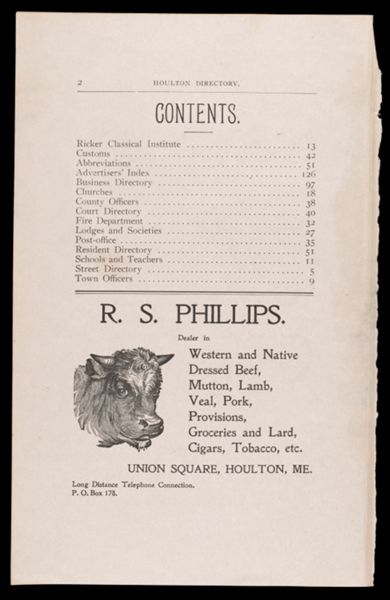 2 HOULTON DIRECTORY.
CONTENTS.
Ricker Classical Institute ........................ 13
Customs ........................ 42
Abbreviations ........................ 51
Advertisers' Index ........................ 126
Business Directory ........................ 97
Churches ........................ 18
County Officers ........................ 38
Court Directory ........................ 40
Fire Department ........................ 32
Lodges and Societies ........................ 27
Post-office ........................ 35
Resident Directory ........................ 51
Schools and Teachers ........................ 11
Street Directory ........................ 5
Town Officers ........................ 9
R. S. PHILLIPS.
Dealer in
Western and Native
Dressed Beef,
Mutton, Lamb,
Veal, Pork,
Provisions,
Groceries and Lard,
Cigars, Tobacco, etc.
UNION SQUARE, HOULTON, ME.
Long Distance Telephone Connection.
P. O. Box 178.